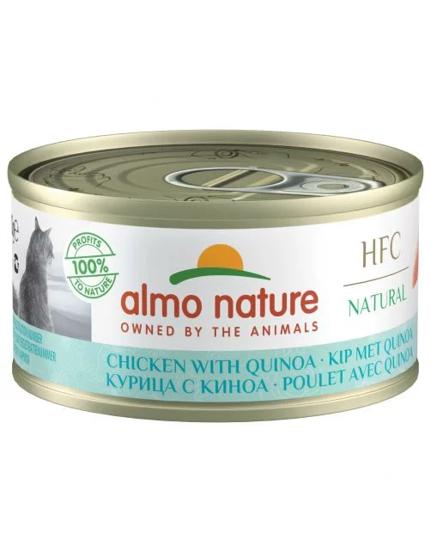 PROFITS
100%
TO NATURE
HFC
NATURAL
almo nature
OWNED BY THE ANIMALS
CHICKEN WITH QUINOA · KIP MET QUINOA
КУРИЦА С КИНОА · POULET AVEC QUINOA